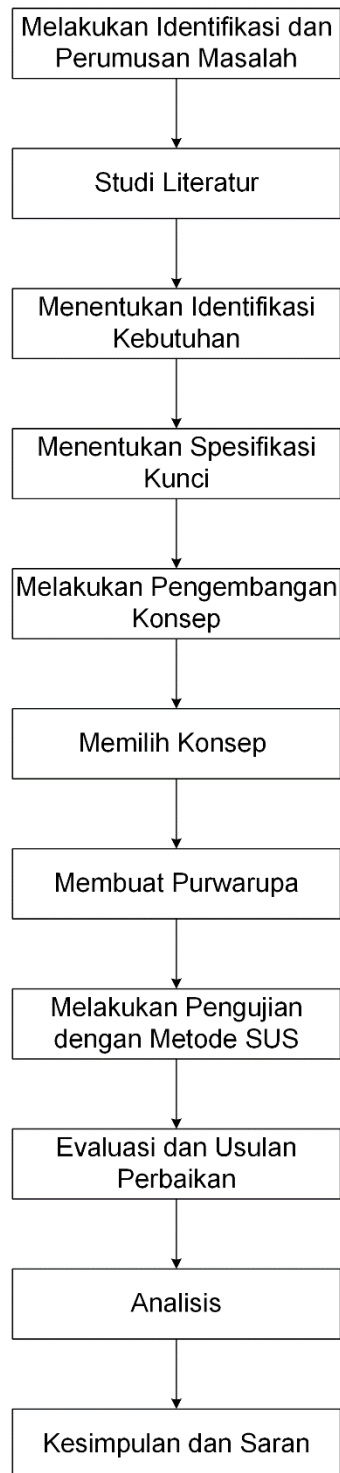 Melakukan Identifikasi dan
Perumusan Masalah
Studi Literatur
Menentukan Identifikasi
Kebutuhan
Menentukan Spesifikasi
Kunci
Melakukan Pengembangan
Konsep
Memilih Konsep
Membuat Purwarupa
Melakukan Pengujian
dengan Metode SUS
Evaluasi dan Usulan
Perbaikan
Analisis
Kesimpulan dan Saran